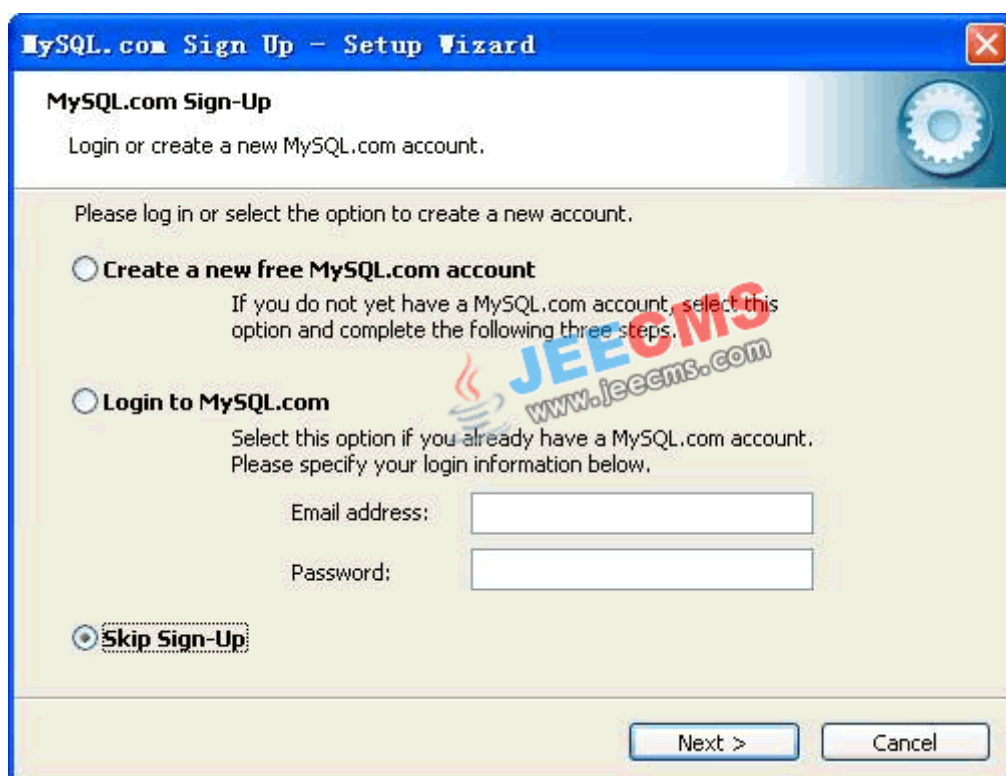 MySQL.com Sign Up - Setup Wizard
MySQL.com Sign-Up
Login or create a new MySQL.com account.
Please log in or select the option to create a new account.
Create a new free MySQL.com account
If you do not yet have a MySQL.com account, select this
option and complete the following three steps.
JEECMS
www.jeecms.com
Login to MySQL.com
Select this option if you already have a MySQL.com account.
Please specify your login information below.
Email address:
Password:
Skip Sign-Up
Next >
Cancel